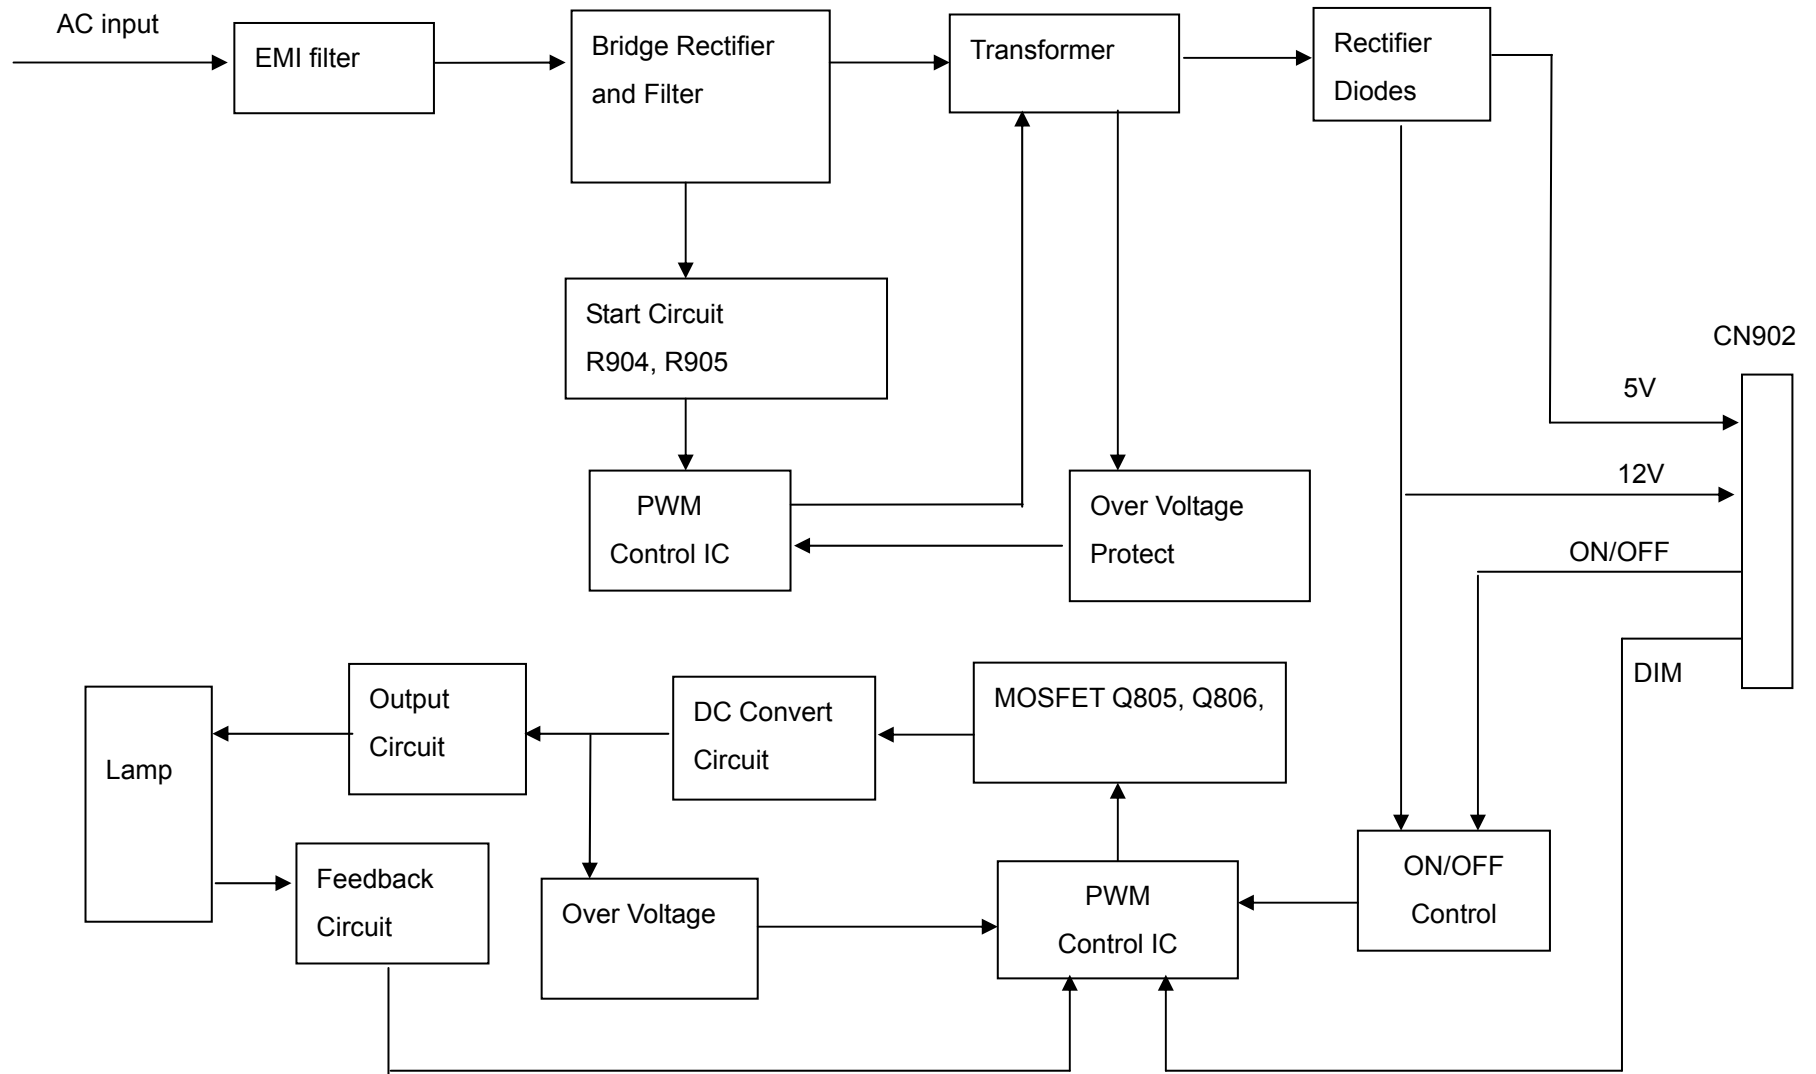 AC input
EMI filter
Bridge Rectifier
and Filter
Transformer
Rectifier
Diodes
Start Circuit
R904, R905
CN902
5V
12V
PWM
Control IC
Over Voltage
Protect
ON/OFF
DIM
Lamp
Output
Circuit
DC Convert
Circuit
MOSFET Q805, Q806,
Feedback
Circuit
Over Voltage
PWM
Control IC
ON/OFF
Control